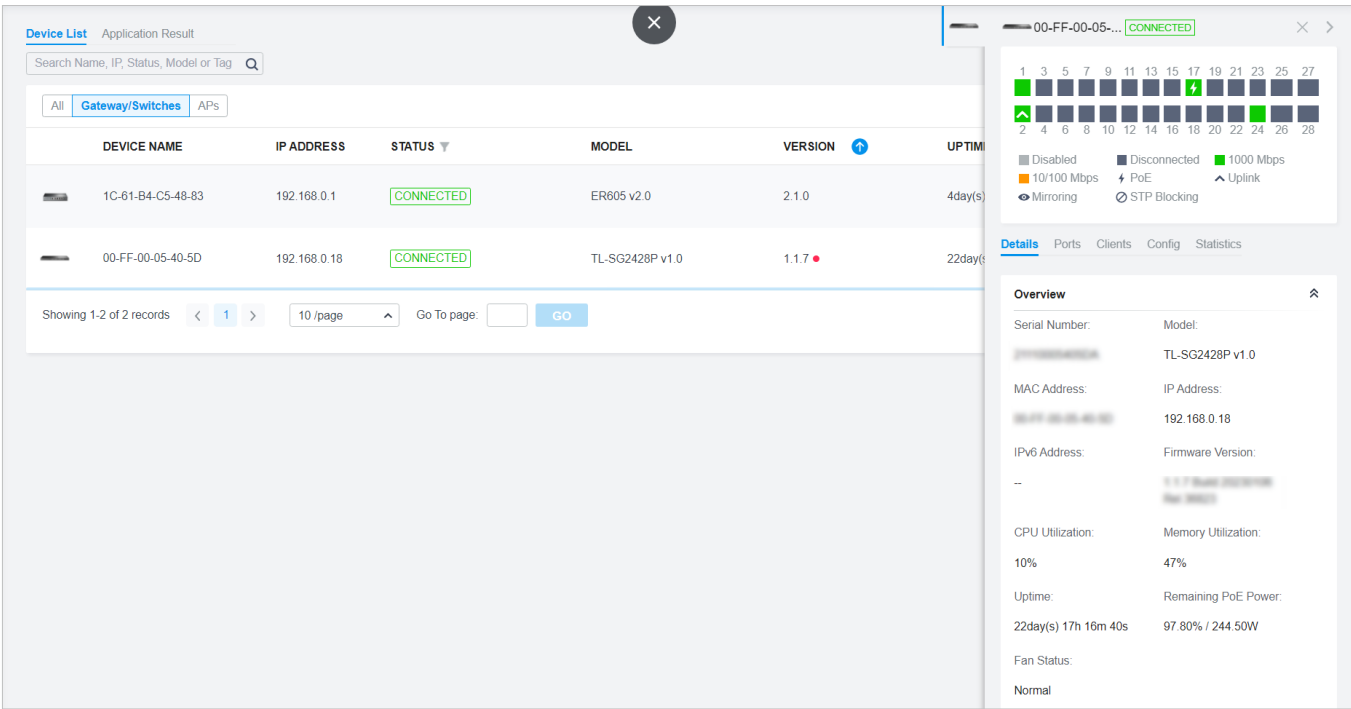 Device List Application Result
Search Name, IP, Status, Model or Tag
All Gateway/Switches APs
DEVICE NAME IP ADDRESS STATUS MODEL VERSION UPTIM
1C-61-B4-C5-48-83 192.168.0.1 CONNECTED ER605 v2.0 2.1.0 4day(s)
00-FF-00-05-40-5D 192.168.0.18 CONNECTED TL-SG2428P v1.0 1.1.7 22day(s
Showing 1-2 of 2 records 1 10 /page Go To page: GO
00-FF-00-05-... CONNECTED
1 3 5 7 9 11 13 15 17 19 21 23 25 27
2 4 6 8 10 12 14 16 18 20 22 24 26 28
Disabled Disconnected 1000 Mbps
10/100 Mbps PoE Uplink
Mirroring STP Blocking
Details Ports Clients Config Statistics
Overview
Serial Number: Model:
TL-SG2428P v1.0
MAC Address: IP Address:
192.168.0.18
IPv6 Address: Firmware Version:
--
CPU Utilization: Memory Utilization:
10% 47%
Uptime: Remaining PoE Power:
22day(s) 17h 16m 40s 97.80% / 244.50W
Fan Status:
Normal